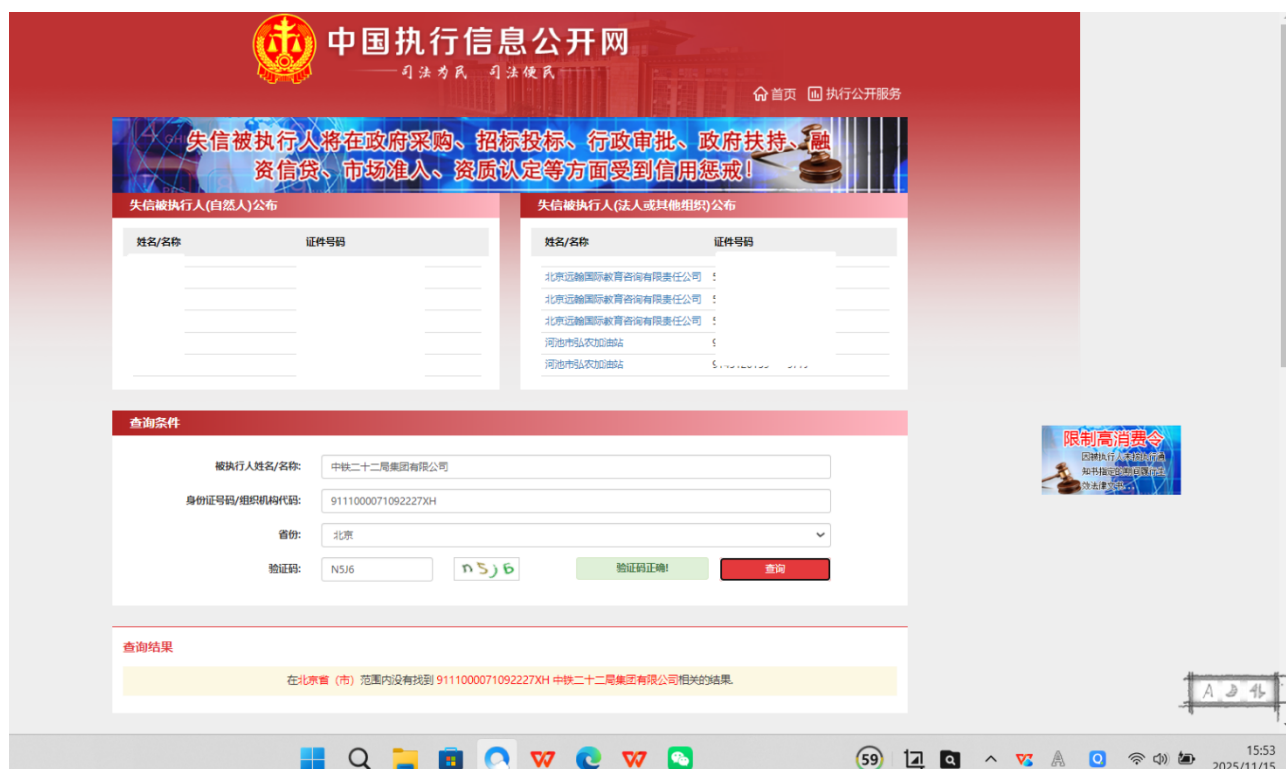 中国执行信息公开网
司法为民 司法便民
首页 执行公开服务
失信被执行人将在政府采购、招标投标、行政审批、政府扶持、融
资信贷、市场准入、资质认定等方面受到信用惩戒！
失信被执行人(自然人)公布
姓名/名称 证件号码
失信被执行人(法人或其他组织)公布
姓名/名称 证件号码
北京远翰国际教育咨询有限责任公司
北京远翰国际教育咨询有限责任公司
北京远翰国际教育咨询有限责任公司
河池市弘农加油站
河池市弘农加油站
查询条件
被执行人姓名/名称: 中铁二十二局集团有限公司
身份证号码/组织机构代码: 9111000071092227XH
省份: 北京
验证码: N5J6 n5j6 验证码正确! 查询
限制高消费令
查询结果
在北京省（市）范围内没有找到 9111000071092227XH 中铁二十二局集团有限公司相关的结果.
59
15:53
2025/11/15